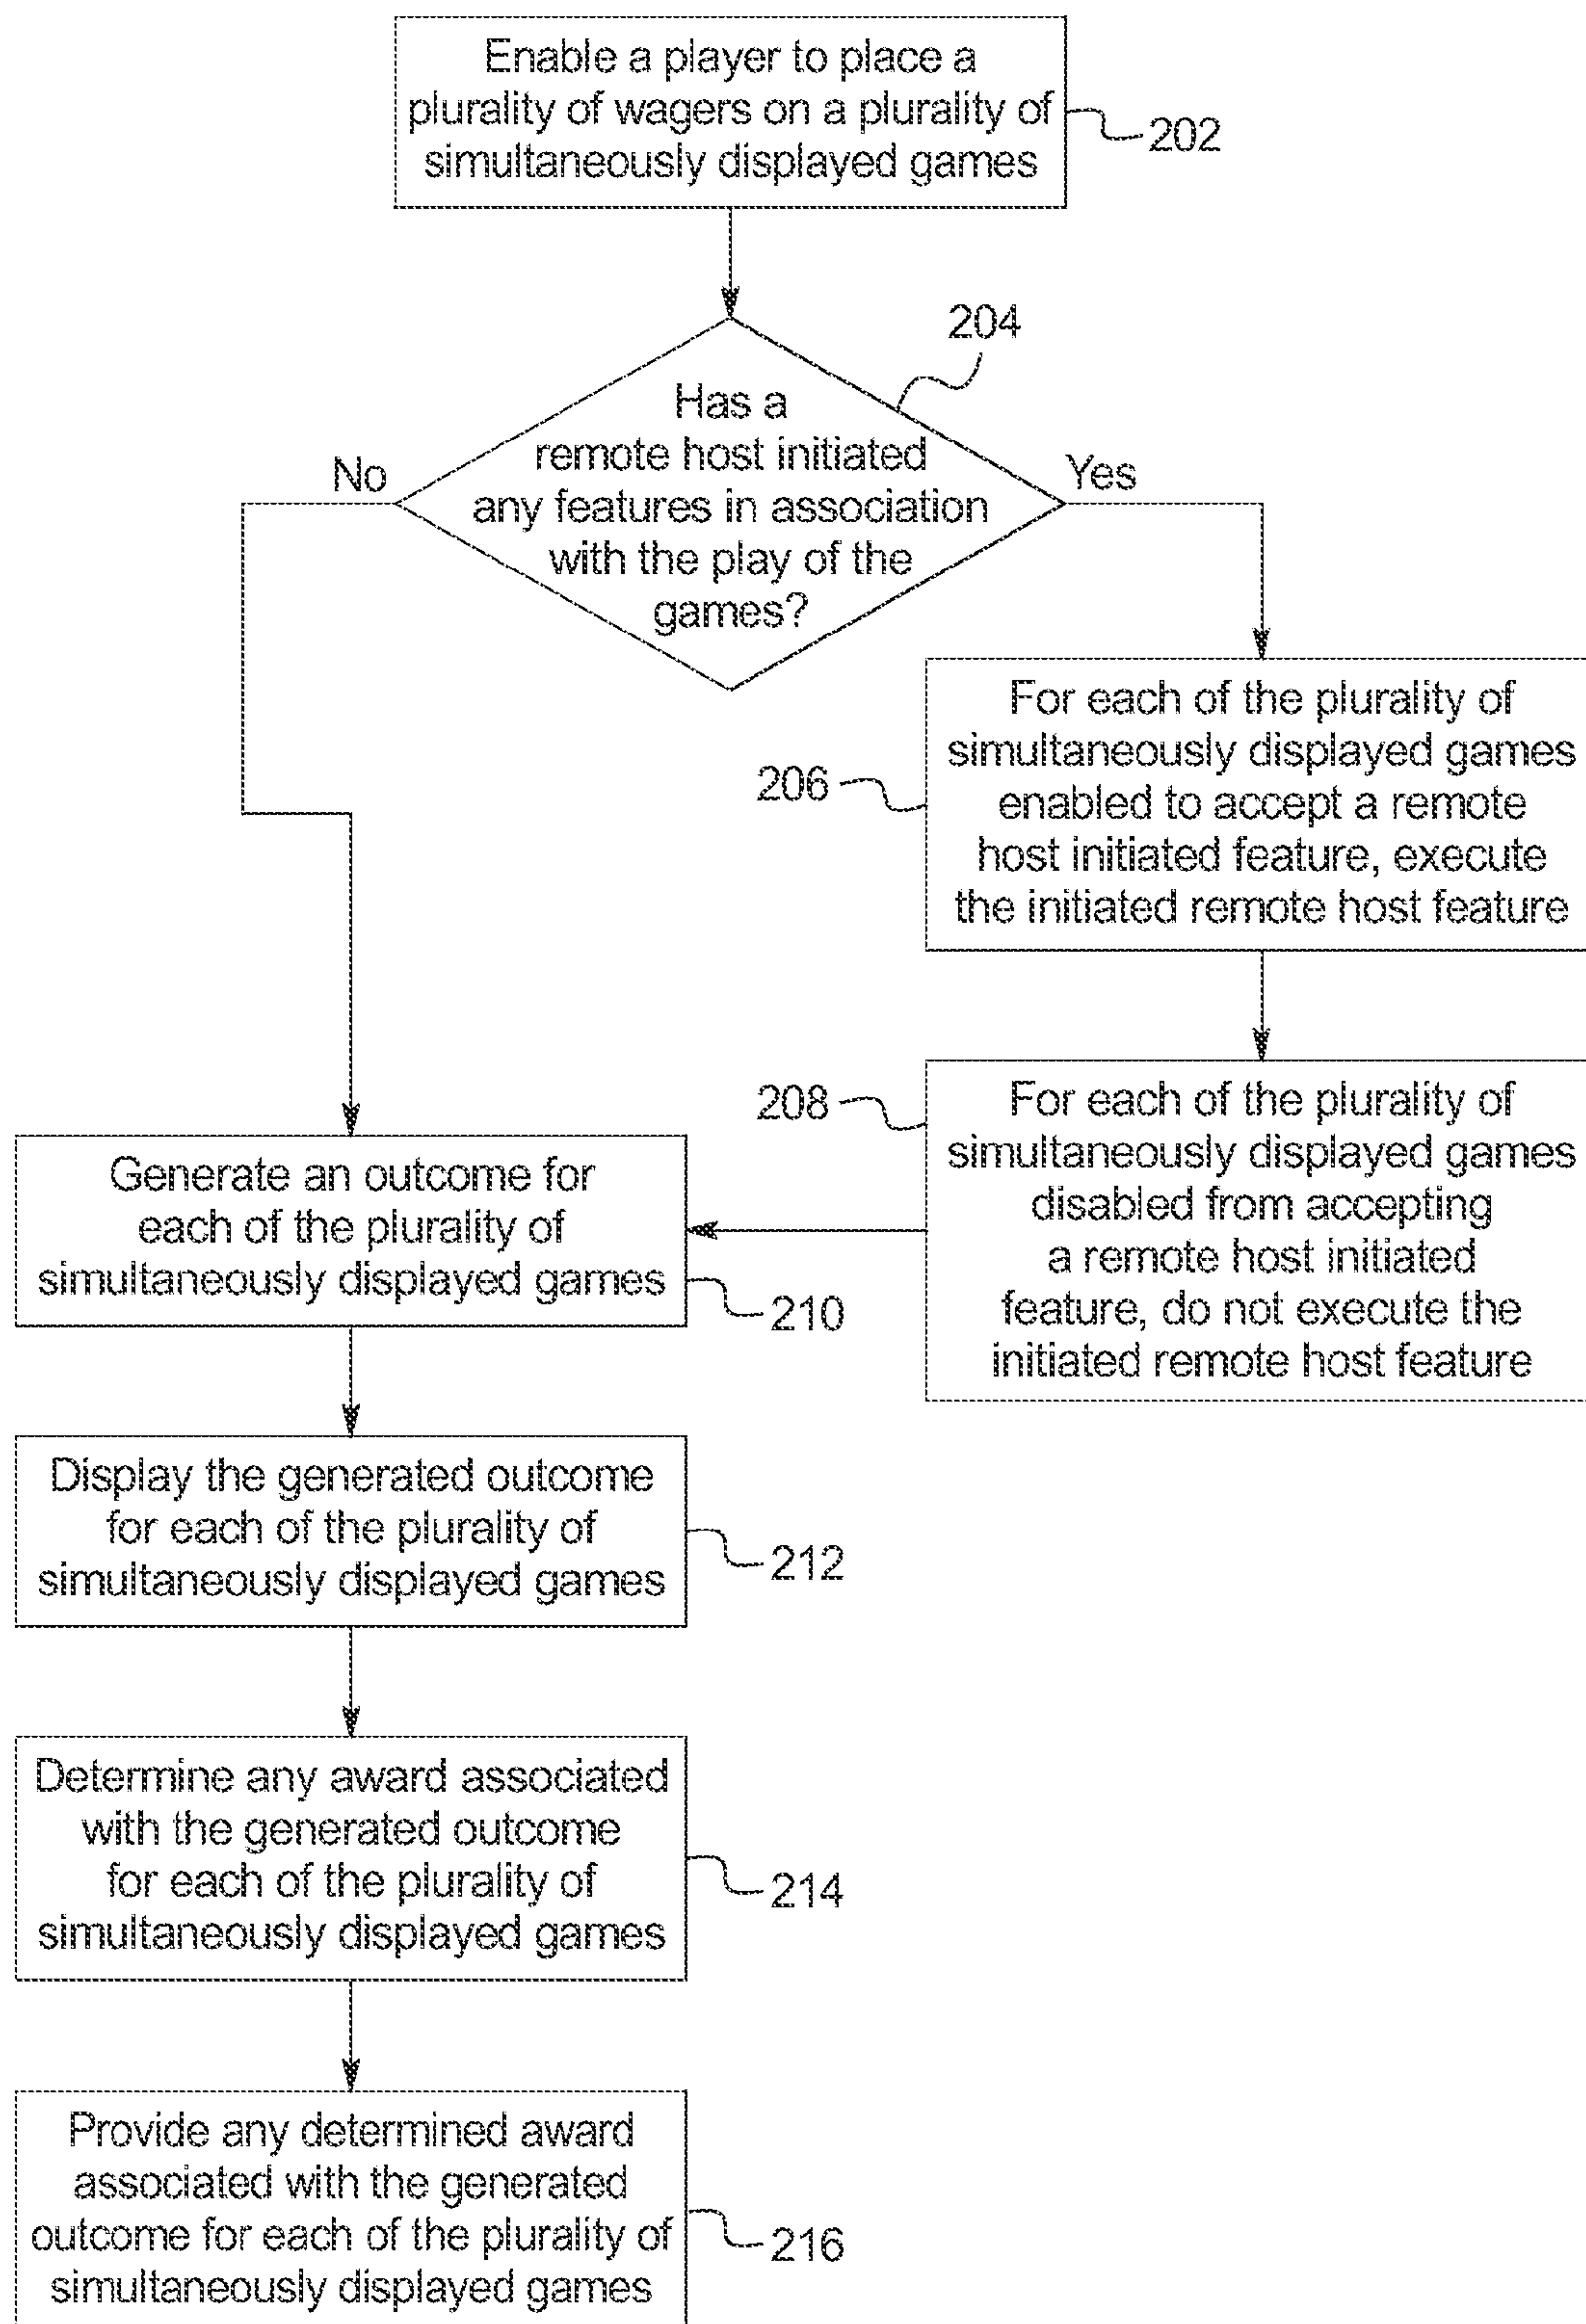 Enable a player to place a
plurality of wagers on a plurality of
simultaneously displayed games
202
204
Has a
remote host initiated
any features in association
with the play of the
games?
No
Yes
For each of the plurality of
simultaneously displayed games
enabled to accept a remote
host initiated feature, execute
the initiated remote host feature
206
208
For each of the plurality of
simultaneously displayed games
disabled from accepting
a remote host initiated
feature, do not execute the
initiated remote host feature
Generate an outcome for
each of the plurality of
simultaneously displayed games
210
Display the generated outcome
for each of the plurality of
simultaneously displayed games
212
Determine any award associated
with the generated outcome
for each of the plurality of
simultaneously displayed games
214
Provide any determined award
associated with the generated
outcome for each of the plurality of
simultaneously displayed games
216